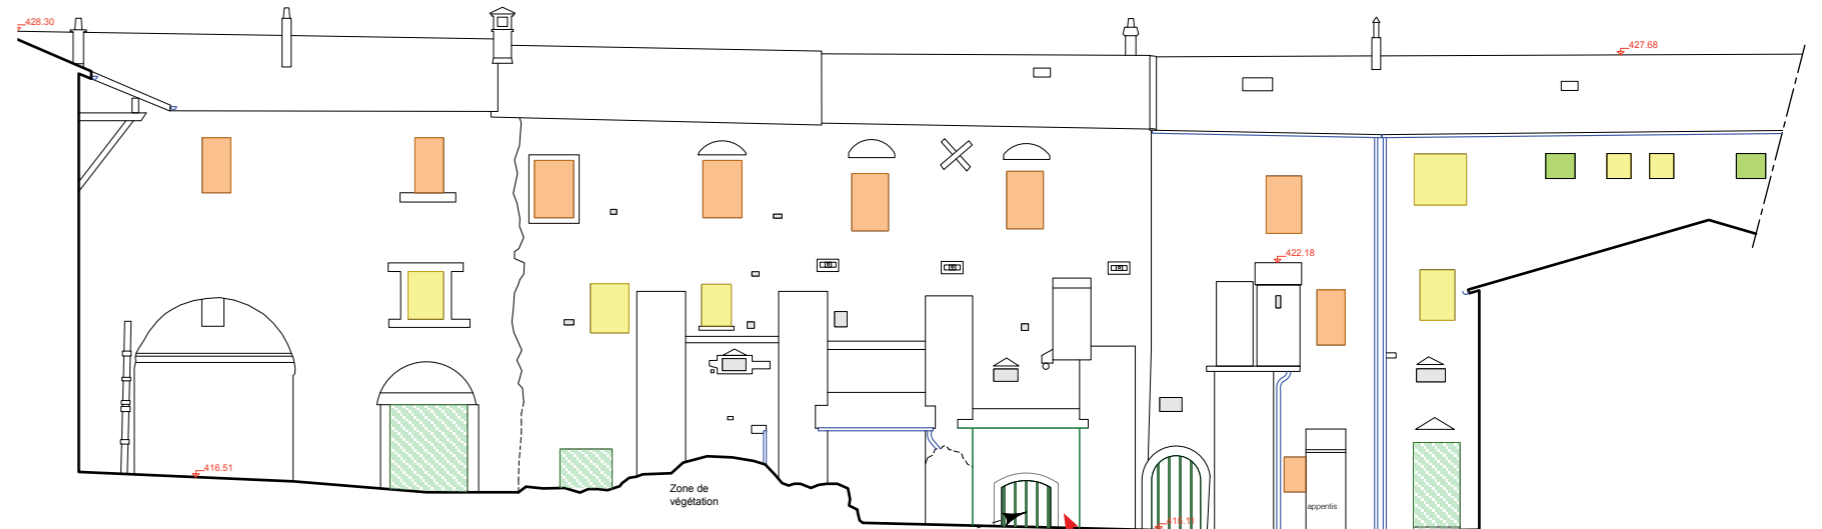 428.30
427.68
422.18
416.51
Zone de
végétation
appentis